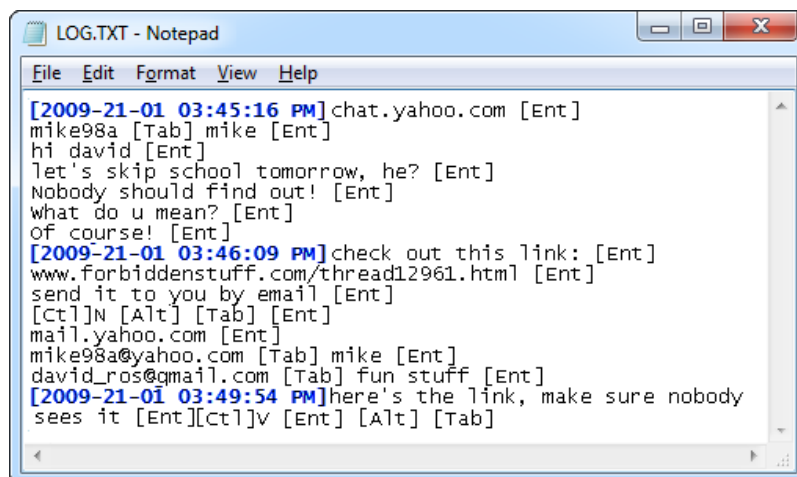 LOG.TXT - Notepad
File Edit Format View Help
[2009-21-01 03:45:16 PM]chat.yahoo.com [Ent]
mike98a [Tab] mike [Ent]
hi david [Ent]
let's skip school tomorrow, he? [Ent]
Nobody should find out! [Ent]
What do u mean? [Ent]
Of course! [Ent]
[2009-21-01 03:46:09 PM]check out this link: [Ent]
www.forbiddenstuff.com/thread12961.html [Ent]
send it to you by email [Ent]
[Ctl]N [Alt] [Tab] [Ent]
mail.yahoo.com [Ent]
mike98a@yahoo.com [Tab] mike [Ent]
david_ros@gmail.com [Tab] fun stuff [Ent]
[2009-21-01 03:49:54 PM]here's the link, make sure nobody
sees it [Ent][Ctl]V [Ent] [Alt] [Tab]